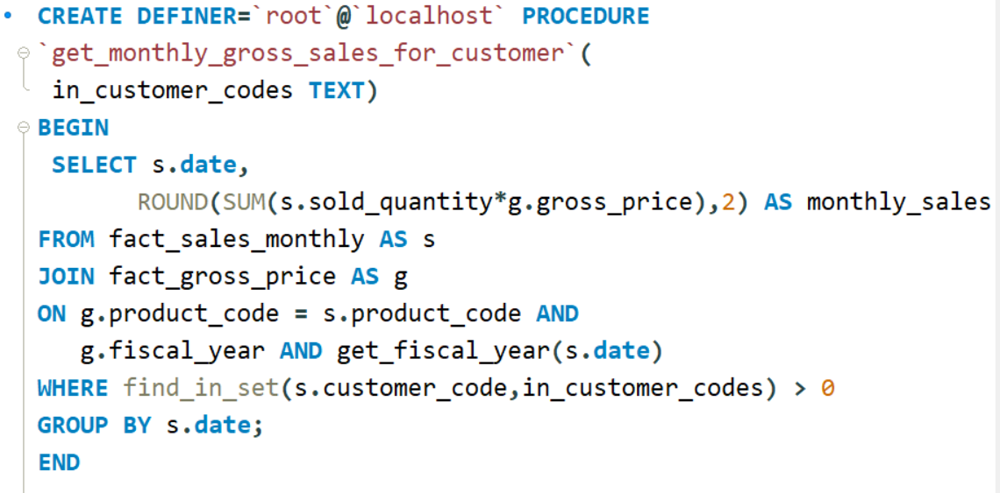 CREATE DEFINER=`root`@`localhost` PROCEDURE
`get_monthly_gross_sales_for_customer`(
in_customer_codes TEXT)
BEGIN
SELECT s.date,
ROUND(SUM(s.sold_quantity*g.gross_price),2) AS monthly_sales
FROM fact_sales_monthly AS s
JOIN fact_gross_price AS g
ON g.product_code = s.product_code AND
g.fiscal_year AND get_fiscal_year(s.date)
WHERE find_in_set(s.customer_code,in_customer_codes) > 0
GROUP BY s.date;
END